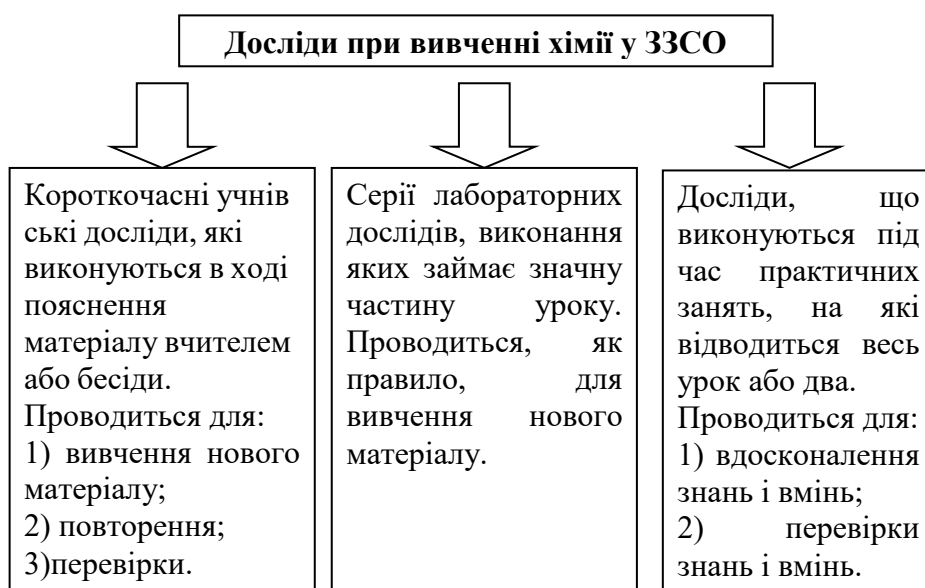 Досліди при вивченні хімії у ЗЗСО
Короткочасні учнів
ські досліди, які
виконуються в ході
пояснення
матеріалу вчителем
або бесіди.
Проводиться для:
1) вивчення нового
матеріалу;
2) повторення;
3)перевірки.
Серії лабораторних
дослідів, виконання
яких займає значну
частину уроку.
Проводиться, як
правило, для
вивчення нового
матеріалу.
Досліди, що
виконуються під
час практичних
занять, на які
відводиться весь
урок або два.
Проводиться для:
1) вдосконалення
знань і вмінь;
2) перевірки
знань і вмінь.